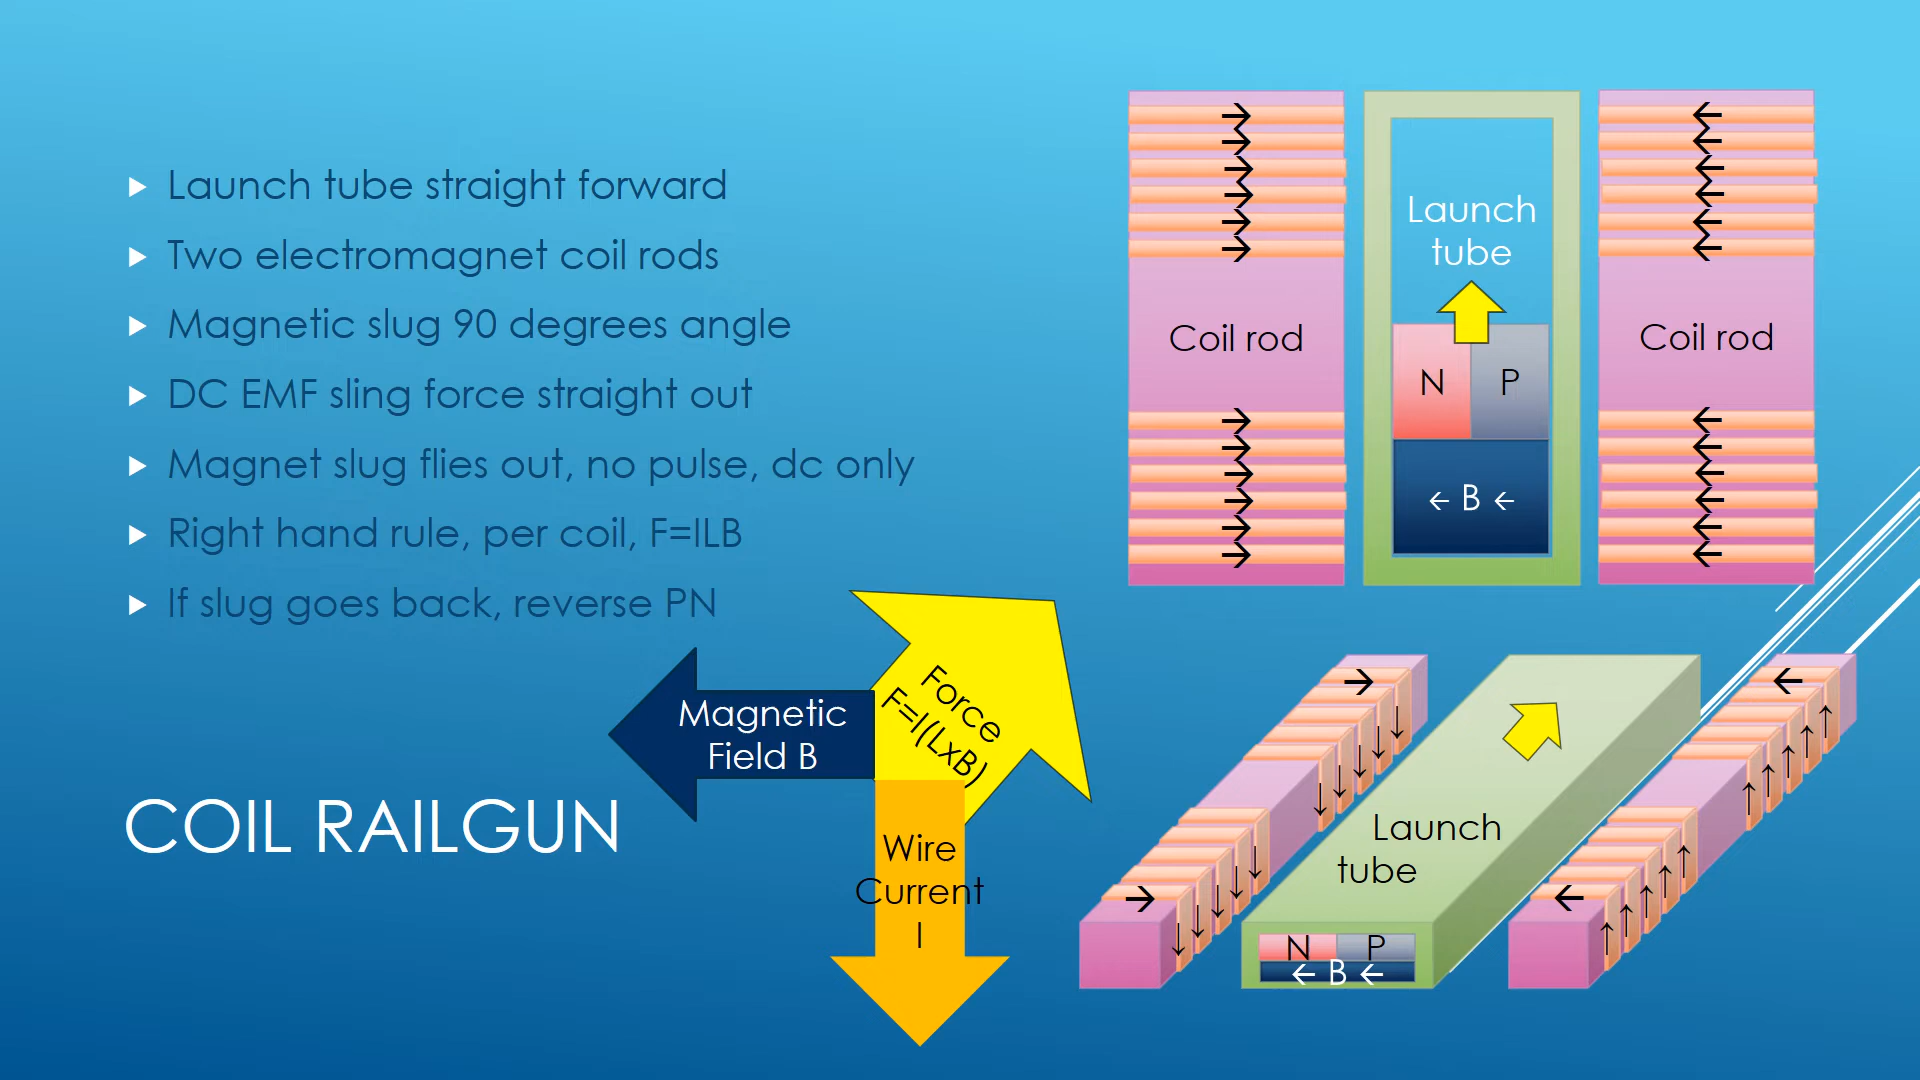 Launch tube straight forward
Two electromagnet coil rods
Magnetic slug 90 degrees angle
DC EMF sling force straight out
Magnet slug flies out, no pulse, dc only
Right hand rule, per coil, F=ILB
If slug goes back, reverse PN
COIL RAILGUN
Magnetic
Field B
Force
F=I(LxB)
Wire
Current
I
Coil rod
Launch
tube
N P
← B ←
Coil rod
Launch
tube
N P
← B ←